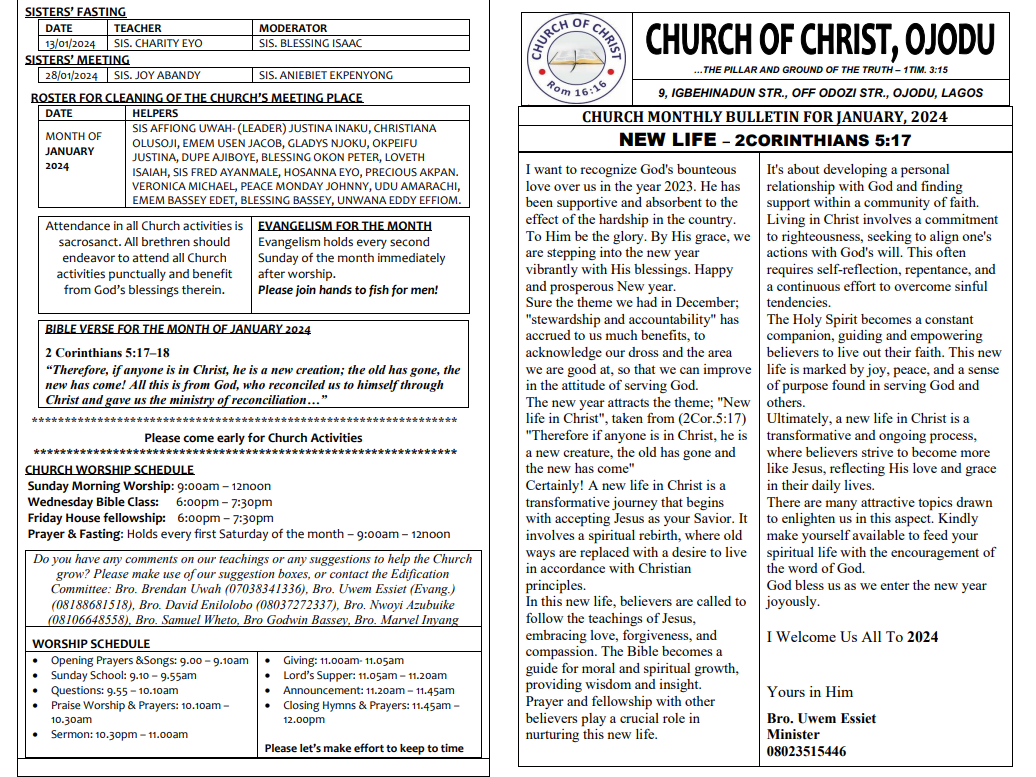 SISTERS' FASTING
DATE TEACHER MODERATOR
13/01/2024 SIS. CHARITY EYO SIS. BLESSING ISAAC
SISTERS' MEETING
28/01/2024 SIS. JOY ABANDY SIS. ANIEBIET EKPENYONG
ROSTER FOR CLEANING OF THE CHURCH'S MEETING PLACE
DATE HELPERS
MONTH OF
JANUARY
2024
SIS AFFIONG UWAH- (LEADER) JUSTINA INAKU, CHRISTIANA
OLUSOJI, EMEM USEN JACOB, GLADYS NJOKU, OKPEIFU
JUSTINA, DUPE AJIBOYE, BLESSING OKON PETER, LOVETH
ISAIAH, SIS FRED AYANMALE, HOSANNA EYO, PRECIOUS AKPAN.
VERONICA MICHAEL, PEACE MONDAY JOHNNY, UDU AMARACHI,
EMEM BASSEY EDET, BLESSING BASSEY, UNWANA EDDY EFFIOM.
Attendance in all Church activities is
sacrosanct. All brethren should
endeavor to attend all Church
activities punctually and benefit
from God's blessings therein.
EVANGELISM FOR THE MONTH
Evangelism holds every second
Sunday of the month immediately
after worship.
Please join hands to fish for men!
BIBLE VERSE FOR THE MONTH OF JANUARY 2024
2 Corinthians 5:17–18
“Therefore, if anyone is in Christ, he is a new creation; the old has gone, the
new has come! All this is from God, who reconciled us to himself through
Christ and gave us the ministry of reconciliation…”
*****************************************************************
Please come early for Church Activities
*****************************************************************
CHURCH WORSHIP SCHEDULE
Sunday Morning Worship: 9:00am – 12noon
Wednesday Bible Class: 6:00pm – 7:30pm
Friday House fellowship: 6:00pm – 7:30pm
Prayer & Fasting: Holds every first Saturday of the month – 9:00am – 12noon
Do you have any comments on our teachings or any suggestions to help the Church
grow? Please make use of our suggestion boxes, or contact the Edification
Committee: Bro. Brendan Uwah (07038341336), Bro. Uwem Essiet (Evang.)
(08188681518), Bro. David Enilolobo (08037272337), Bro. Nwoyi Azubuike
(08106648558), Bro. Samuel Wheto, Bro Godwin Bassey, Bro. Marvel Inyang
WORSHIP SCHEDULE
• Opening Prayers &Songs: 9.00 – 9.10am
• Sunday School: 9.10 – 9.55am
• Questions: 9.55 – 10.10am
• Praise Worship & Prayers: 10.10am –
10.30am
• Sermon: 10.30pm – 11.00am
• Giving: 11.00am- 11.05am
• Lord's Supper: 11.05am – 11.20am
• Announcement: 11.20am – 11.45am
• Closing Hymns & Prayers: 11.45am –
12.00pm
Please let's make effort to keep to time
CHURCH OF CHRIST
Rom 16:16
CHURCH OF CHRIST, OJODU
…THE PILLAR AND GROUND OF THE TRUTH – 1TIM. 3:15
9, IGBEHINADUN STR., OFF ODOZI STR., OJODU, LAGOS
CHURCH MONTHLY BULLETIN FOR JANUARY, 2024
NEW LIFE – 2CORINTHIANS 5:17
I want to recognize God's bounteous
love over us in the year 2023. He has
been supportive and absorbent to the
effect of the hardship in the country.
To Him be the glory. By His grace, we
are stepping into the new year
vibrantly with His blessings. Happy
and prosperous New year.
Sure the theme we had in December;
"stewardship and accountability" has
accrued to us much benefits, to
acknowledge our dross and the area
we are good at, so that we can improve
in the attitude of serving God.
The new year attracts the theme; "New
life in Christ", taken from (2Cor.5:17)
"Therefore if anyone is in Christ, he is
a new creature, the old has gone and
the new has come"
Certainly! A new life in Christ is a
transformative journey that begins
with accepting Jesus as your Savior. It
involves a spiritual rebirth, where old
ways are replaced with a desire to live
in accordance with Christian
principles.
In this new life, believers are called to
follow the teachings of Jesus,
embracing love, forgiveness, and
compassion. The Bible becomes a
guide for moral and spiritual growth,
providing wisdom and insight.
Prayer and fellowship with other
believers play a crucial role in
nurturing this new life.
It's about developing a personal
relationship with God and finding
support within a community of faith.
Living in Christ involves a commitment
to righteousness, seeking to align one's
actions with God's will. This often
requires self-reflection, repentance, and
a continuous effort to overcome sinful
tendencies.
The Holy Spirit becomes a constant
companion, guiding and empowering
believers to live out their faith. This new
life is marked by joy, peace, and a sense
of purpose found in serving God and
others.
Ultimately, a new life in Christ is a
transformative and ongoing process,
where believers strive to become more
like Jesus, reflecting His love and grace
in their daily lives.
There are many attractive topics drawn
to enlighten us in this aspect. Kindly
make yourself available to feed your
spiritual life with the encouragement of
the word of God.
God bless us as we enter the new year
joyously.
I Welcome Us All To 2024
Yours in Him
Bro. Uwem Essiet
Minister
08023515446